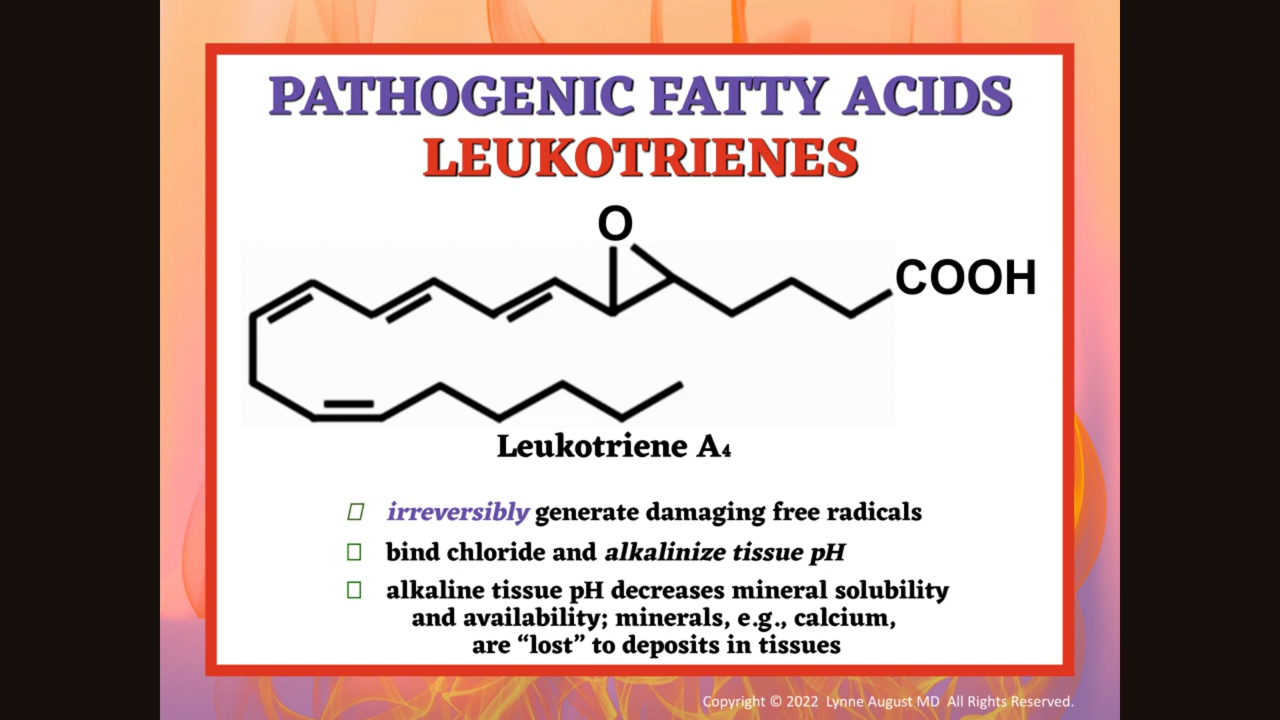 PATHOGENIC FATTY ACIDS
LEUKOTRIENES
O
COOH
Leukotriene A₄
irreversibly generate damaging free radicals
bind chloride and alkalinize tissue pH
alkaline tissue pH decreases mineral solubility
and availability; minerals, e.g., calcium,
are “lost” to deposits in tissues
Copyright © 2022 Lynne August MD All Rights Reserved.